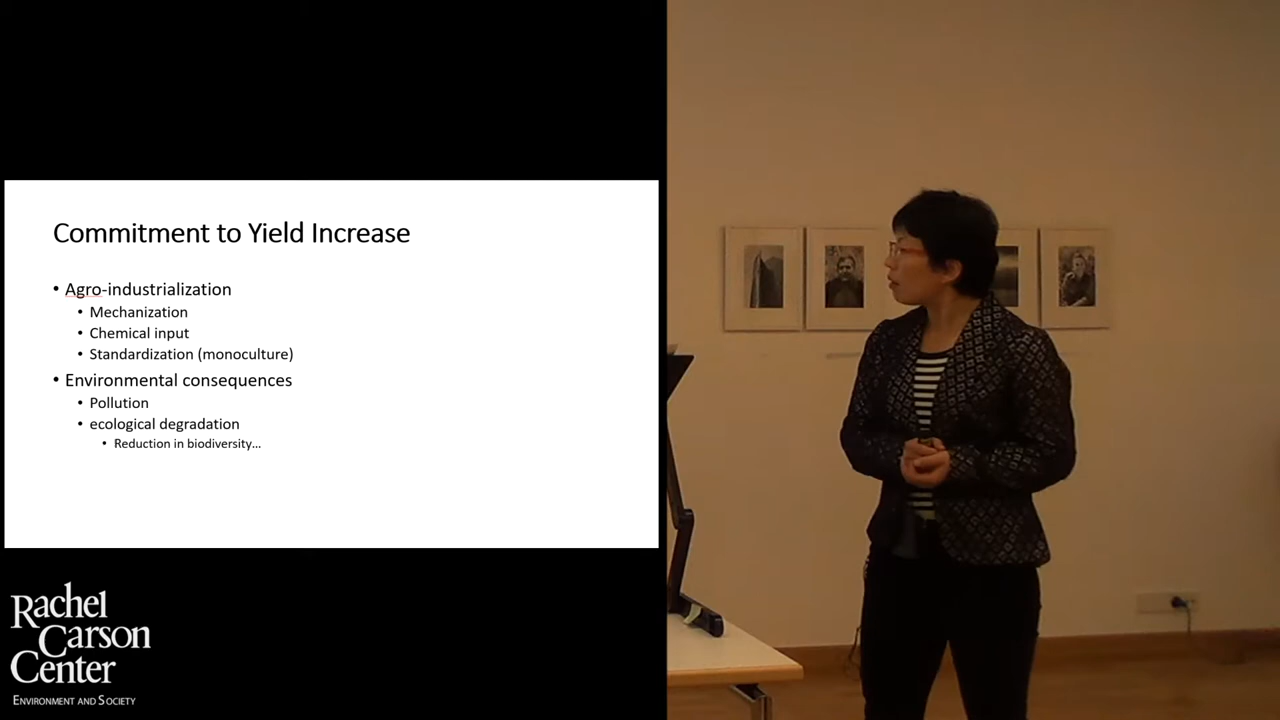 Commitment to Yield Increase
• Agro-industrialization
• Mechanization
• Chemical input
• Standardization (monoculture)
• Environmental consequences
• Pollution
• ecological degradation
• Reduction in biodiversity…
Rachel
Carson
Center
ENVIRONMENT AND SOCIETY